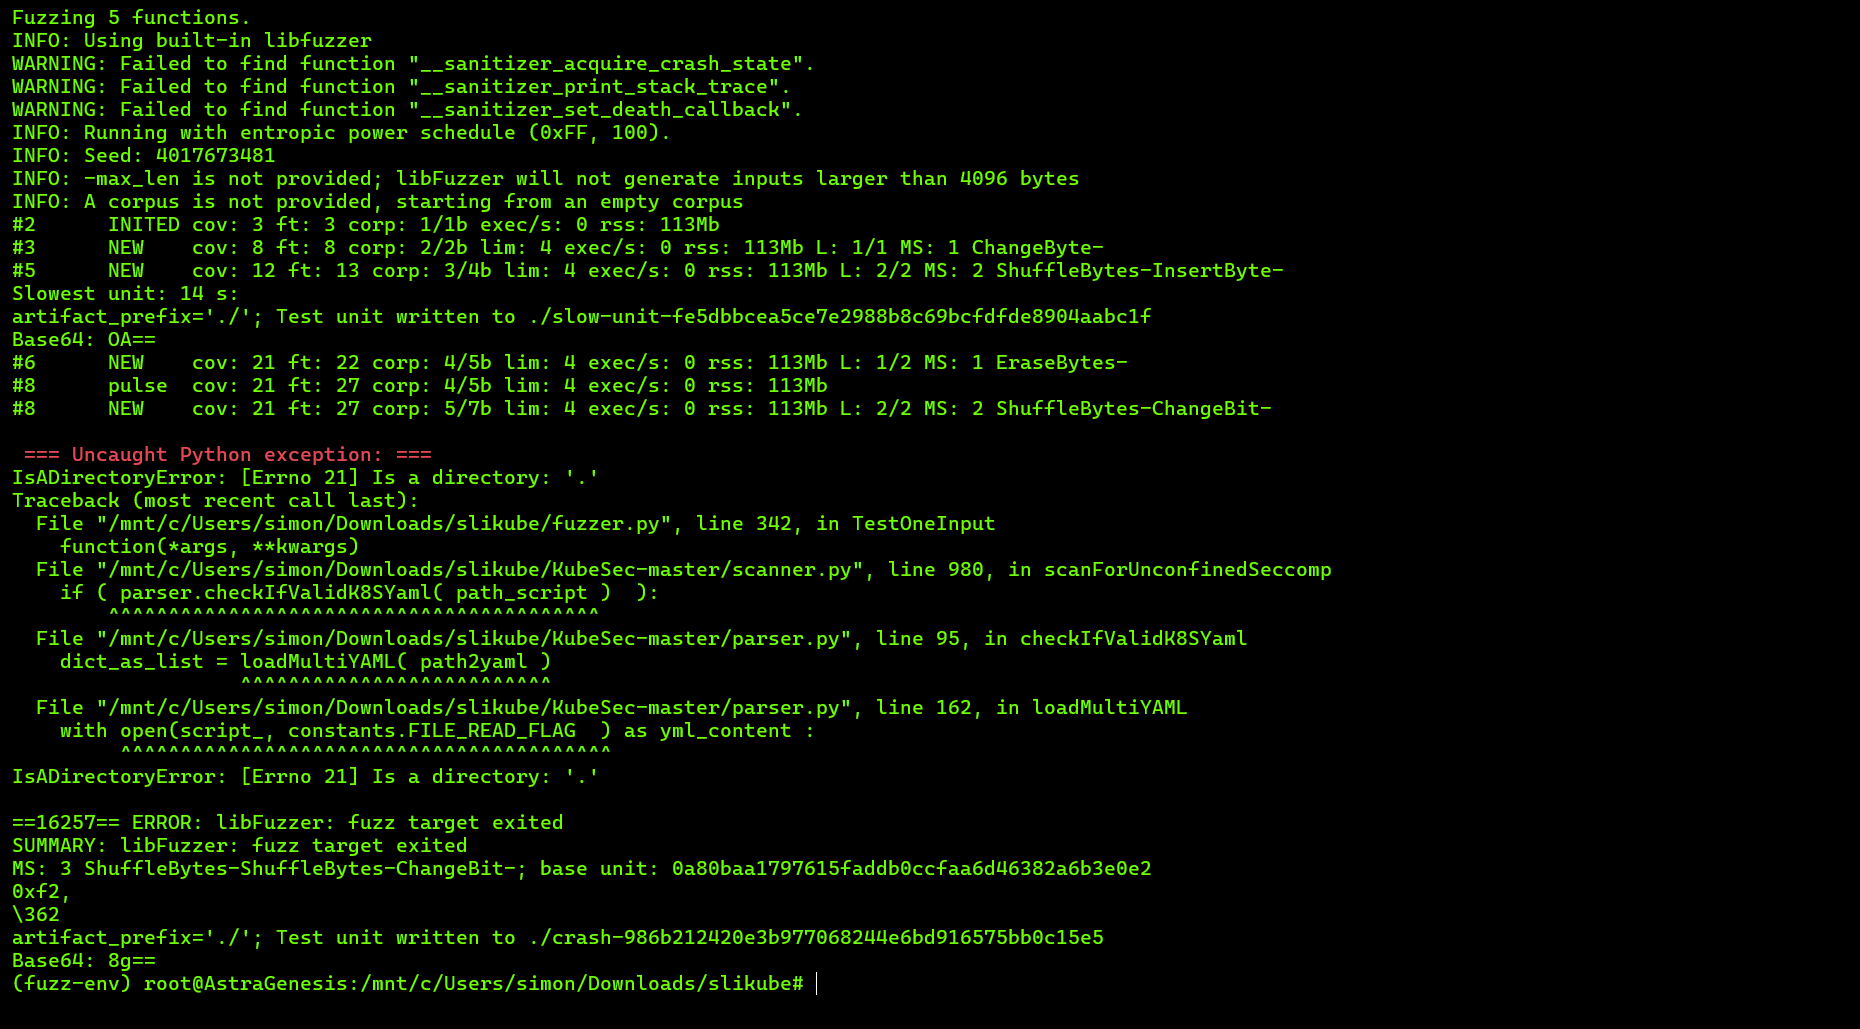 Fuzzing 5 functions.
INFO: Using built-in libfuzzer
WARNING: Failed to find function "__sanitizer_acquire_crash_state".
WARNING: Failed to find function "__sanitizer_print_stack_trace".
WARNING: Failed to find function "__sanitizer_set_death_callback".
INFO: Running with entropic power schedule (0xFF, 100).
INFO: Seed: 4017673481
INFO: -max_len is not provided; libFuzzer will not generate inputs larger than 4096 bytes
INFO: A corpus is not provided, starting from an empty corpus
#2      INITED cov: 3 ft: 3 corp: 1/1b exec/s: 0 rss: 113Mb
#3      NEW    cov: 8 ft: 8 corp: 2/2b lim: 4 exec/s: 0 rss: 113Mb L: 1/1 MS: 1 ChangeByte-
#5      NEW    cov: 12 ft: 13 corp: 3/4b lim: 4 exec/s: 0 rss: 113Mb L: 2/2 MS: 2 ShuffleBytes-InsertByte-
Slowest unit: 14 s:
artifact_prefix='./'; Test unit written to ./slow-unit-fe5dbbcea5ce7e2988b8c69bcfdfde8904aabc1f
Base64: OA==
#6      NEW    cov: 21 ft: 22 corp: 4/5b lim: 4 exec/s: 0 rss: 113Mb L: 1/2 MS: 1 EraseBytes-
#8      pulse  cov: 21 ft: 27 corp: 4/5b lim: 4 exec/s: 0 rss: 113Mb
#8      NEW    cov: 21 ft: 27 corp: 5/7b lim: 4 exec/s: 0 rss: 113Mb L: 2/2 MS: 2 ShuffleBytes-ChangeBit-

 === Uncaught Python exception: ===
IsADirectoryError: [Errno 21] Is a directory: '.'
Traceback (most recent call last):
  File "/mnt/c/Users/simon/Downloads/slikube/fuzzer.py", line 342, in TestOneInput
    function(*args, **kwargs)
  File "/mnt/c/Users/simon/Downloads/slikube/KubeSec-master/scanner.py", line 980, in scanForUnconfinedSeccomp
    if ( parser.checkIfValidK8SYaml( path_script )  ):
        ^^^^^^^^^^^^^^^^^^^^^^^^^^^^^^^^^^^^^^^^^
  File "/mnt/c/Users/simon/Downloads/slikube/KubeSec-master/parser.py", line 95, in checkIfValidK8SYaml
    dict_as_list = loadMultiYAML( path2yaml )
                   ^^^^^^^^^^^^^^^^^^^^^^^^^^
  File "/mnt/c/Users/simon/Downloads/slikube/KubeSec-master/parser.py", line 162, in loadMultiYAML
    with open(script_, constants.FILE_READ_FLAG  ) as yml_content :
         ^^^^^^^^^^^^^^^^^^^^^^^^^^^^^^^^^^^^^^^^^
IsADirectoryError: [Errno 21] Is a directory: '.'

==16257== ERROR: libFuzzer: fuzz target exited
SUMMARY: libFuzzer: fuzz target exited
MS: 3 ShuffleBytes-ShuffleBytes-ChangeBit-; base unit: 0a80baa1797615faddb0ccfaa6d46382a6b3e0e2
0xf2,
\362
artifact_prefix='./'; Test unit written to ./crash-986b212420e3b977068244e6bd916575bb0c15e5
Base64: 8g==
(fuzz-env) root@AstraGenesis:/mnt/c/Users/simon/Downloads/slikube#